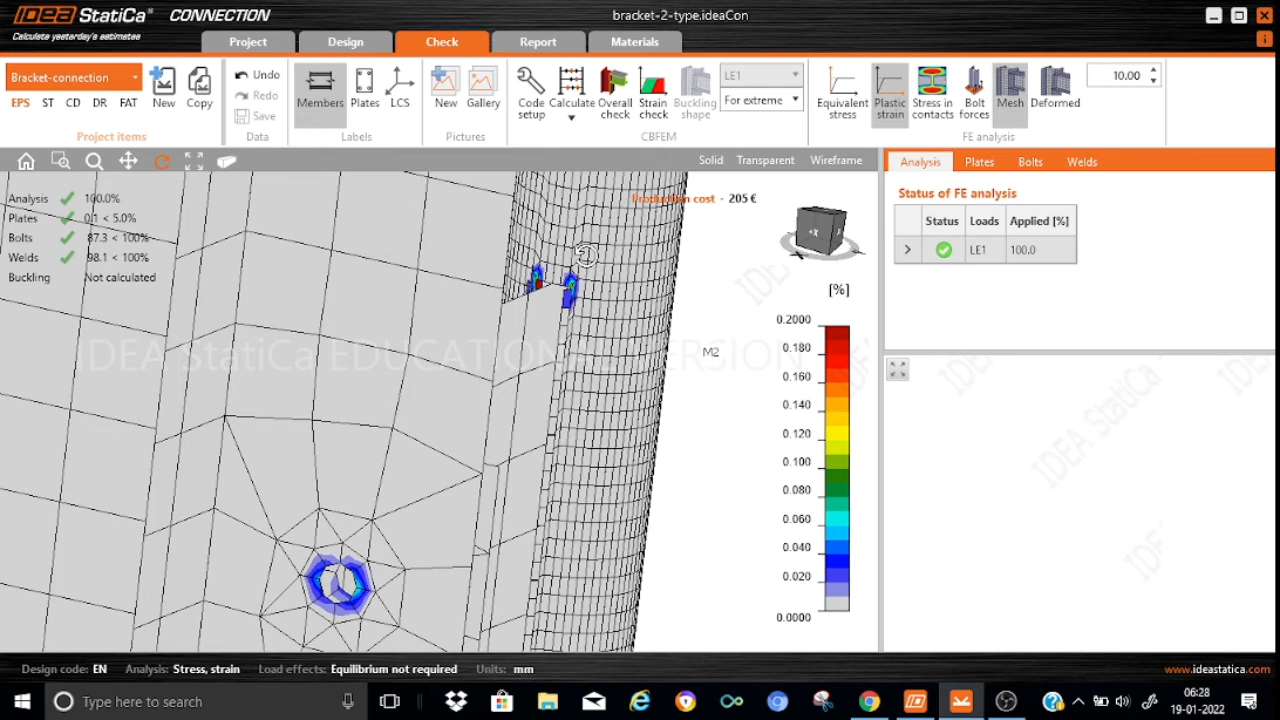 IDEA StatiCa® CONNECTION
Calculate yesterday's estimates
bracket-2-type.ideaCon
Project Design Check Report Materials
Bracket-connection
EPS ST CD DR FAT
New
Copy
Project items
Undo
Redo
Save
Data
Members
Plates
LCS
Labels
New
Gallery
Pictures
Code setup
Calculate
Overall check
Strain check
Buckling shape
LE1
For extreme
CBFEM
Equivalent stress
Plastic strain
Stress in contacts
Bolt forces
Mesh
Deformed
10.00
FE analysis
Solid Transparent Wireframe
Analysis 100.0%
Plates 0.1 < 5.0%
Bolts 87.3 < 100%
Welds 98.1 < 100%
Buckling Not calculated
Production cost - 205 €
+X
[%]
0.2000
0.180
0.160
0.140
0.120
0.100
0.080
0.060
0.040
0.020
0.0000
M2
IDEA StatiCa EDUCATIONAL VERSION
Analysis Plates Bolts Welds
Status of FE analysis
Status Loads Applied [%]
LE1 100.0
IDEA StatiCa
Design code: EN Analysis: Stress, strain Load effects: Equilibrium not required Units: mm
www.ideastatica.com
Type here to search
06:28
19-01-2022